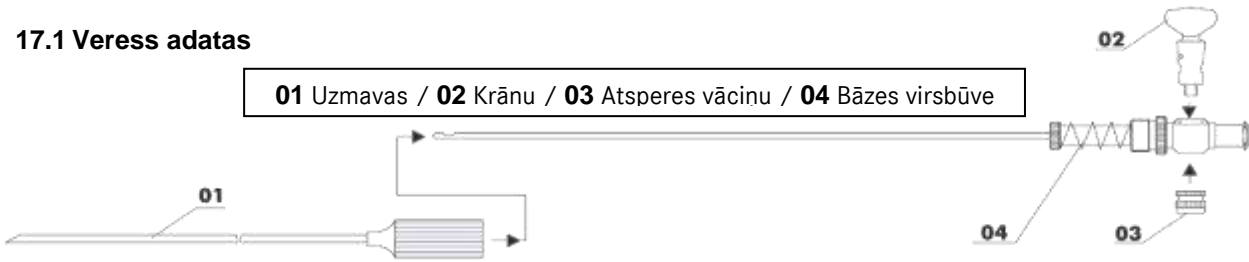 17.1 Veress adatas
02
01 Uzmavas / 02 Krānu / 03 Atsperes vāciņu / 04 Bāzes virsbūve
01
04
03